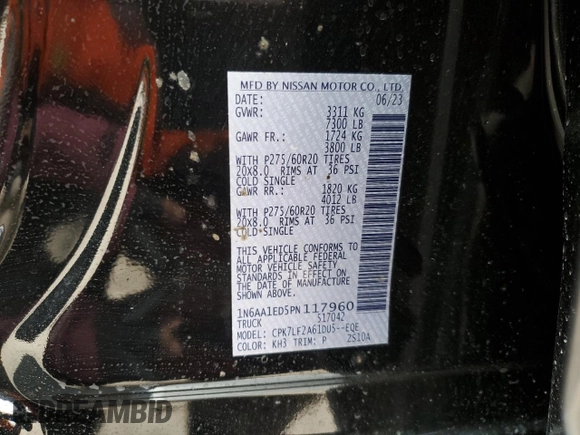 MFD BY NISSAN MOTOR CO., LTD.
DATE: 06/23
GVWR: 3311 KG
7300 LB
GAWR FR.: 1724 KG
3800 LB
WITH P275/60R20 TIRES
20X8.0 RIMS AT 36 PSI
COLD SINGLE
GAWR RR.: 1820 KG
4012 LB
WITH P275/60R20 TIRES
20X8.0 RIMS AT 36 PSI
COLD SINGLE
THIS VEHICLE CONFORMS TO
ALL APPLICABLE FEDERAL
MOTOR VEHICLE SAFETY
STANDARDS IN EFFECT ON
THE DATE OF MANUFACTURE
SHOWN ABOVE.
1N6AA1ED5PN117960
TRUCK 517042
MODEL: CPK7LF2A61DU5--EQE
COLOR: KH3 TRIM: P ZS10A